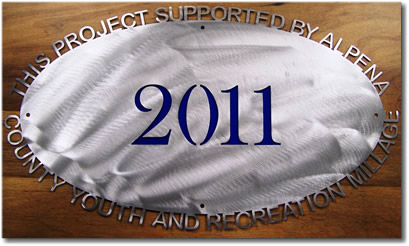 THIS PROJECT SUPPORTED BY ALPENA
2011
COUNTY YOUTH AND RECREATION MILLAGE